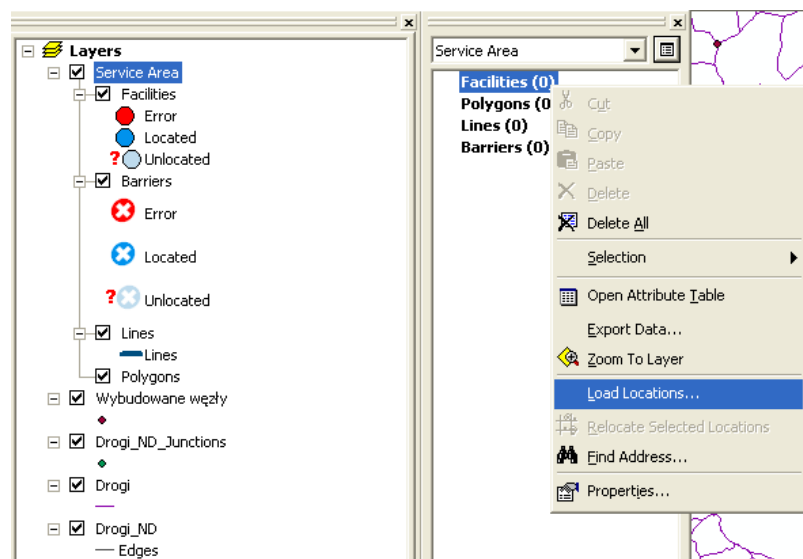 Layers
Service Area
Facilities
Error
Located
? Unlocated
Barriers
Error
Located
? Unlocated
Lines
Lines
Polygons
Wybudowane węzły
Drogi_ND_Junctions
Drogi
Drogi_ND
Edges
Service Area
Facilities (0)
Polygons (0
Lines (0)
Barriers (0)
Cut
Copy
Paste
Delete
Delete All
Selection
Open Attribute Table
Export Data...
Zoom To Layer
Load Locations...
Relocate Selected Locations
Find Address...
Properties...